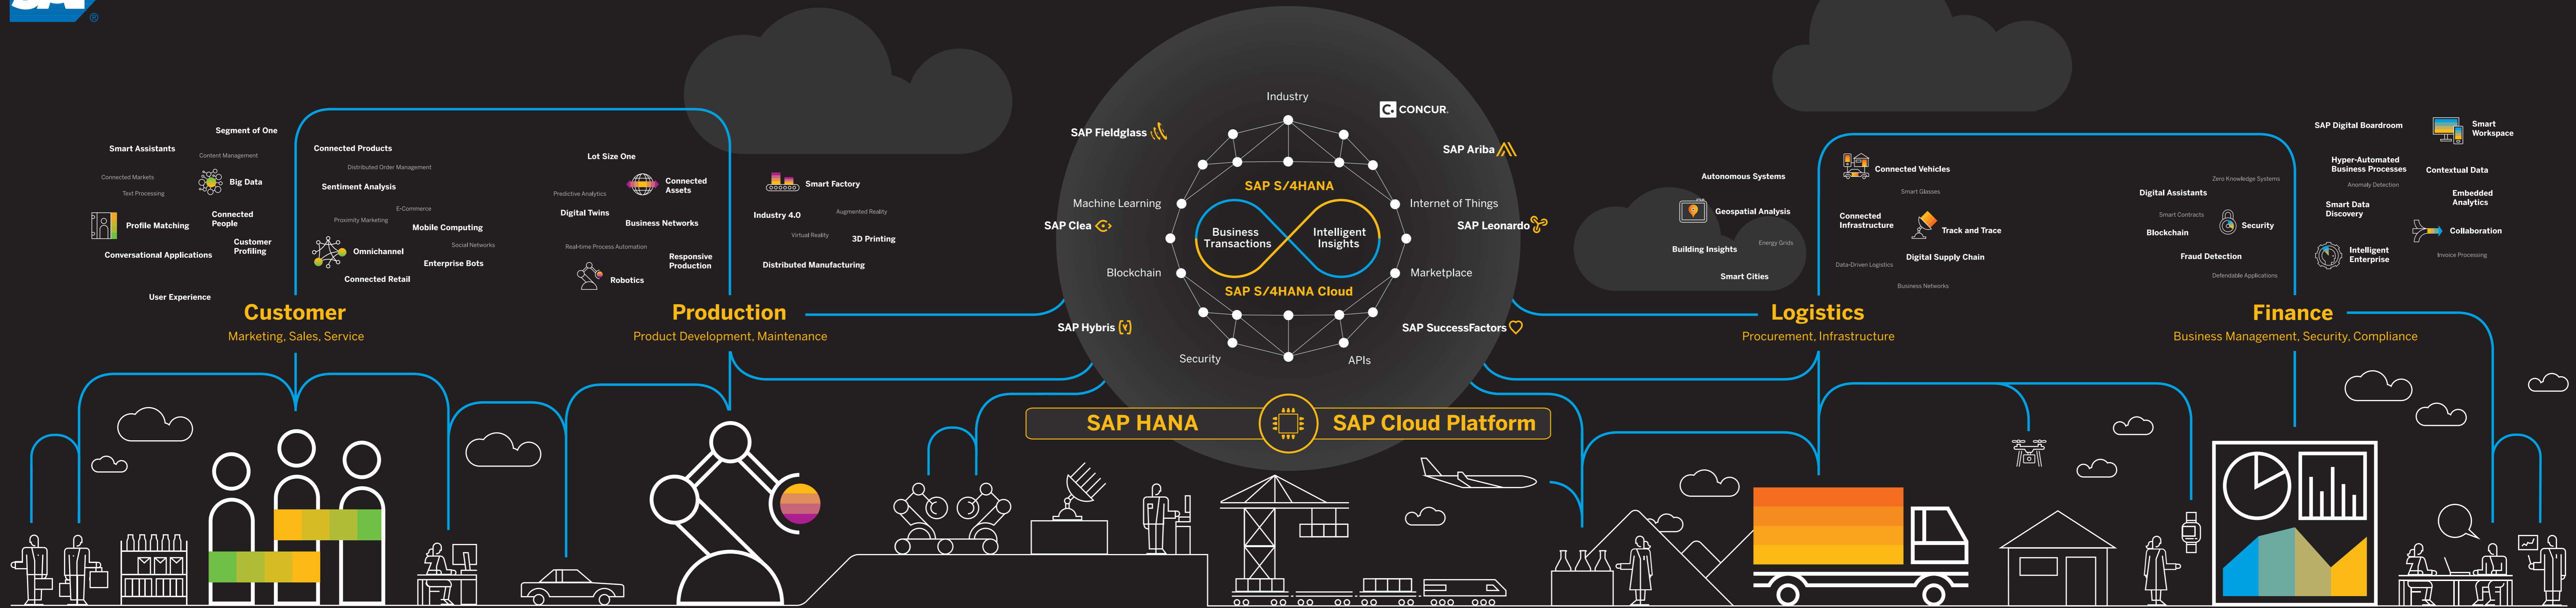 SAP
®
Segment of One
Smart Assistants
Content Management
Connected Markets
Big Data
Text Processing
Profile Matching
Connected
People
Customer
Profiling
Conversational Applications
User Experience
Connected Products
Distributed Order Management
Sentiment Analysis
E-Commerce
Proximity Marketing
Mobile Computing
Social Networks
Omnichannel
Enterprise Bots
Connected Retail
Customer
Marketing, Sales, Service
Lot Size One
Connected
Assets
Predictive Analytics
Digital Twins
Business Networks
Real-time Process Automation
Responsive
Production
Robotics
Smart Factory
Industry 4.0
Augmented Reality
Virtual Reality
3D Printing
Distributed Manufacturing
Production
Product Development, Maintenance
Industry
SAP Fieldglass
C. CONCUR.
SAP Ariba
SAP S/4HANA
Machine Learning
Internet of Things
SAP Clea
SAP Leonardo
Business
Transactions
Intelligent
Insights
Blockchain
Marketplace
SAP S/4HANA Cloud
SAP Hybris
SAP SuccessFactors
Security
APIs
SAP HANA
SAP Cloud Platform
Autonomous Systems
Geospatial Analysis
Building Insights
Energy Grids
Smart Cities
Connected Vehicles
Smart Glasses
Connected
Infrastructure
Track and Trace
Digital Supply Chain
Data-Driven Logistics
Business Networks
Logistics
Procurement, Infrastructure
Zero Knowledge Systems
Digital Assistants
Smart Contracts
Security
Blockchain
Fraud Detection
Defendable Applications
SAP Digital Boardroom
Smart
Workspace
Hyper-Automated
Business Processes
Contextual Data
Anomaly Detection
Embedded
Analytics
Smart Data
Discovery
Collaboration
Intelligent
Enterprise
Invoice Processing
Finance
Business Management, Security, Compliance